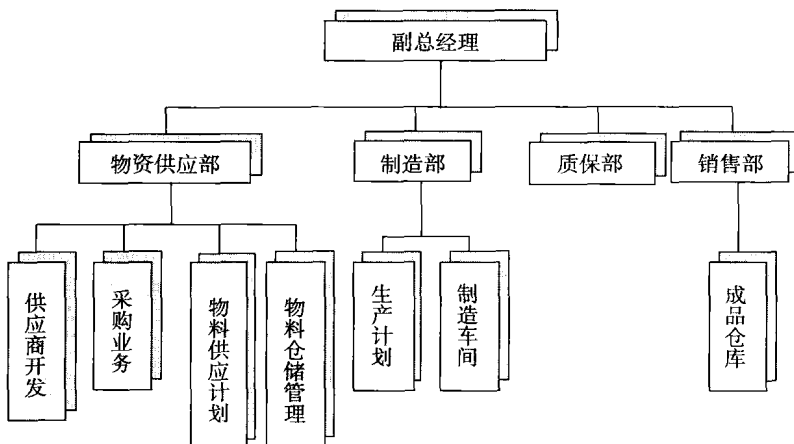 副总经理
物资供应部
制造部
质保部
销售部
供应商开发
采购业务
物料供应计划
物料仓储管理
生产计划
制造车间
成品仓库